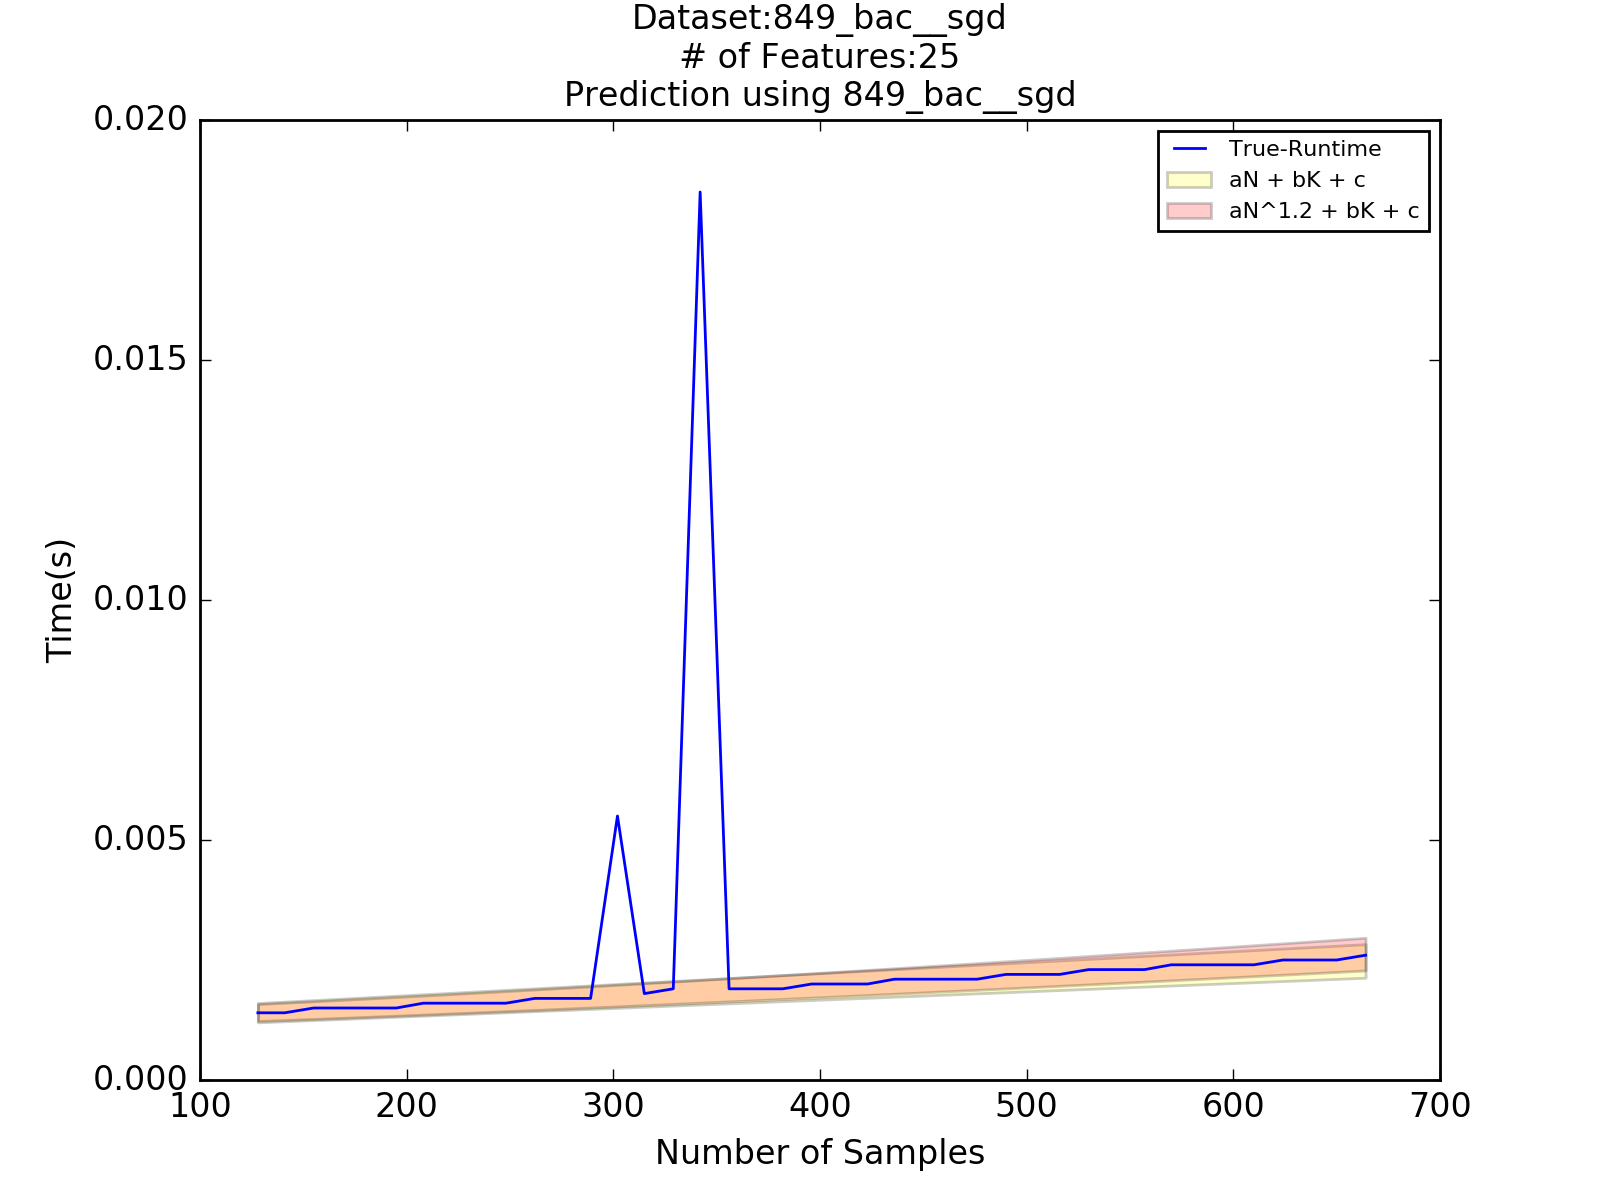 Dataset:849_bac__sgd
# of Features:25
Prediction using 849_bac__sgd
0.020
0.015
0.010
0.005
0.000
Time(s)
True-Runtime
aN + bK + c
aN^1.2 + bK + c
100 200 300 400 500 600 700
Number of Samples